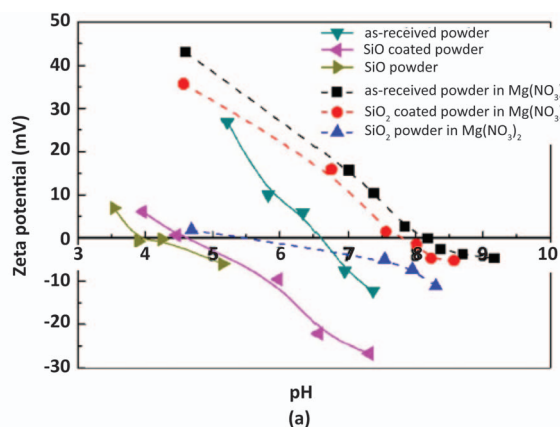 50
40
30
20
10
0
-10
-20
-30
Zeta potential (mV)
as-received powder
SiO coated powder
SiO powder
as-received powder in Mg(NO3)
SiO2 coated powder in Mg(NO3
SiO2 powder in Mg(NO3)2
3 4 5 6 7 8 9 10
pH
(a)